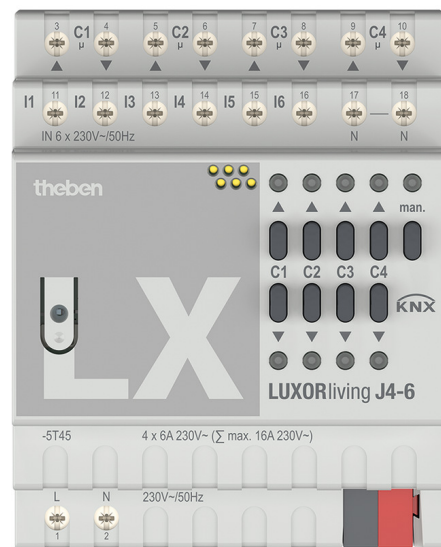 3 C1 4 5 C2 6 7 C3 8 9 C4 10
µ µ µ µ
I1 11 I2 12 I3 13 I4 14 I5 15 I6 16 17 18
IN 6 x 230V~/50Hz N N
theben
man.
C1 C2 C3 C4
LX
KNX
LUXORliving J4-6
-5T45 4 x 6A 230V~ (∑ max. 16A 230V~)
L N 230V~/50Hz
1 2